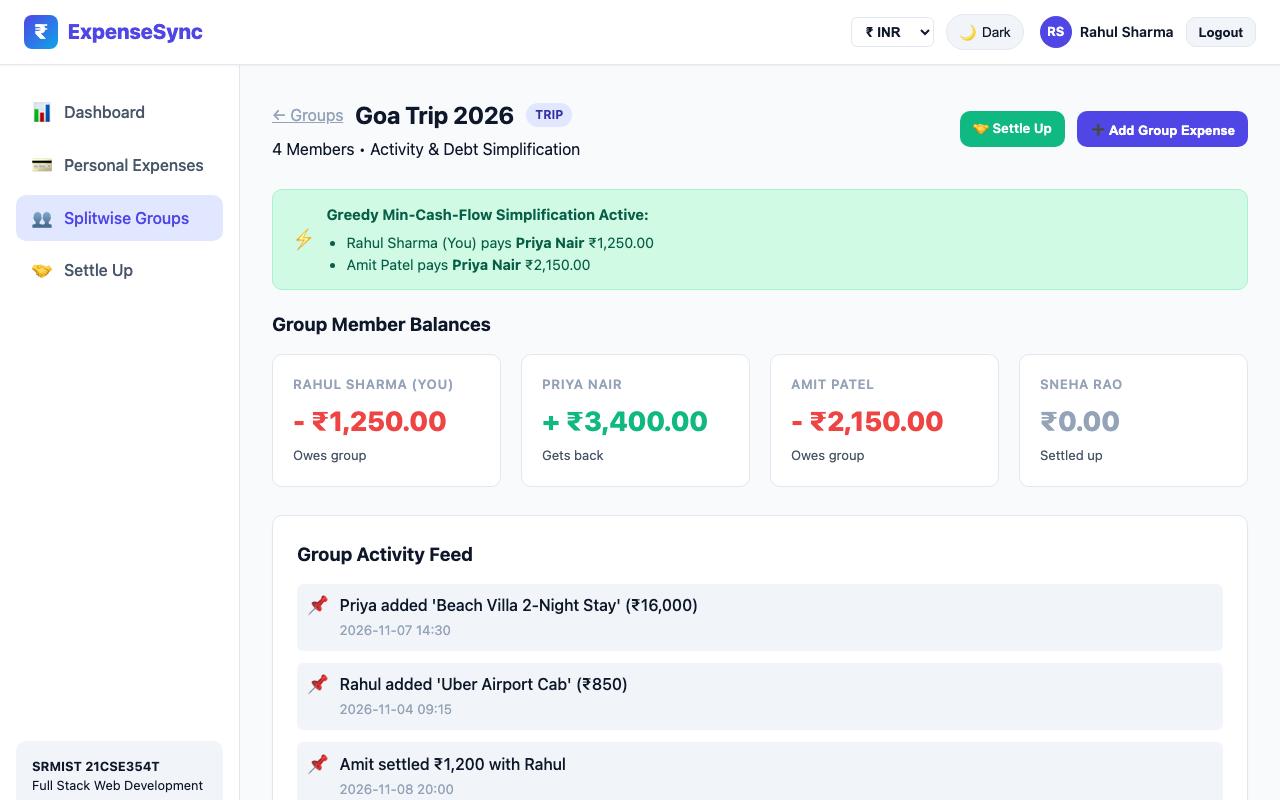 ₹ ExpenseSync
₹ INR
🌙 Dark
RS Rahul Sharma
Logout
📊 Dashboard
💳 Personal Expenses
👥 Splitwise Groups
🤝 Settle Up
SRMIST 21CSE354T
Full Stack Web Development
← Groups Goa Trip 2026 TRIP
4 Members • Activity & Debt Simplification
🤝 Settle Up
➕ Add Group Expense
⚡ Greedy Min-Cash-Flow Simplification Active:
• Rahul Sharma (You) pays Priya Nair ₹1,250.00
• Amit Patel pays Priya Nair ₹2,150.00
Group Member Balances
RAHUL SHARMA (YOU)
- ₹1,250.00
Owes group
PRIYA NAIR
+ ₹3,400.00
Gets back
AMIT PATEL
- ₹2,150.00
Owes group
SNEHA RAO
₹0.00
Settled up
Group Activity Feed
📌 Priya added 'Beach Villa 2-Night Stay' (₹16,000)
2026-11-07 14:30
📌 Rahul added 'Uber Airport Cab' (₹850)
2026-11-04 09:15
📌 Amit settled ₹1,200 with Rahul
2026-11-08 20:00